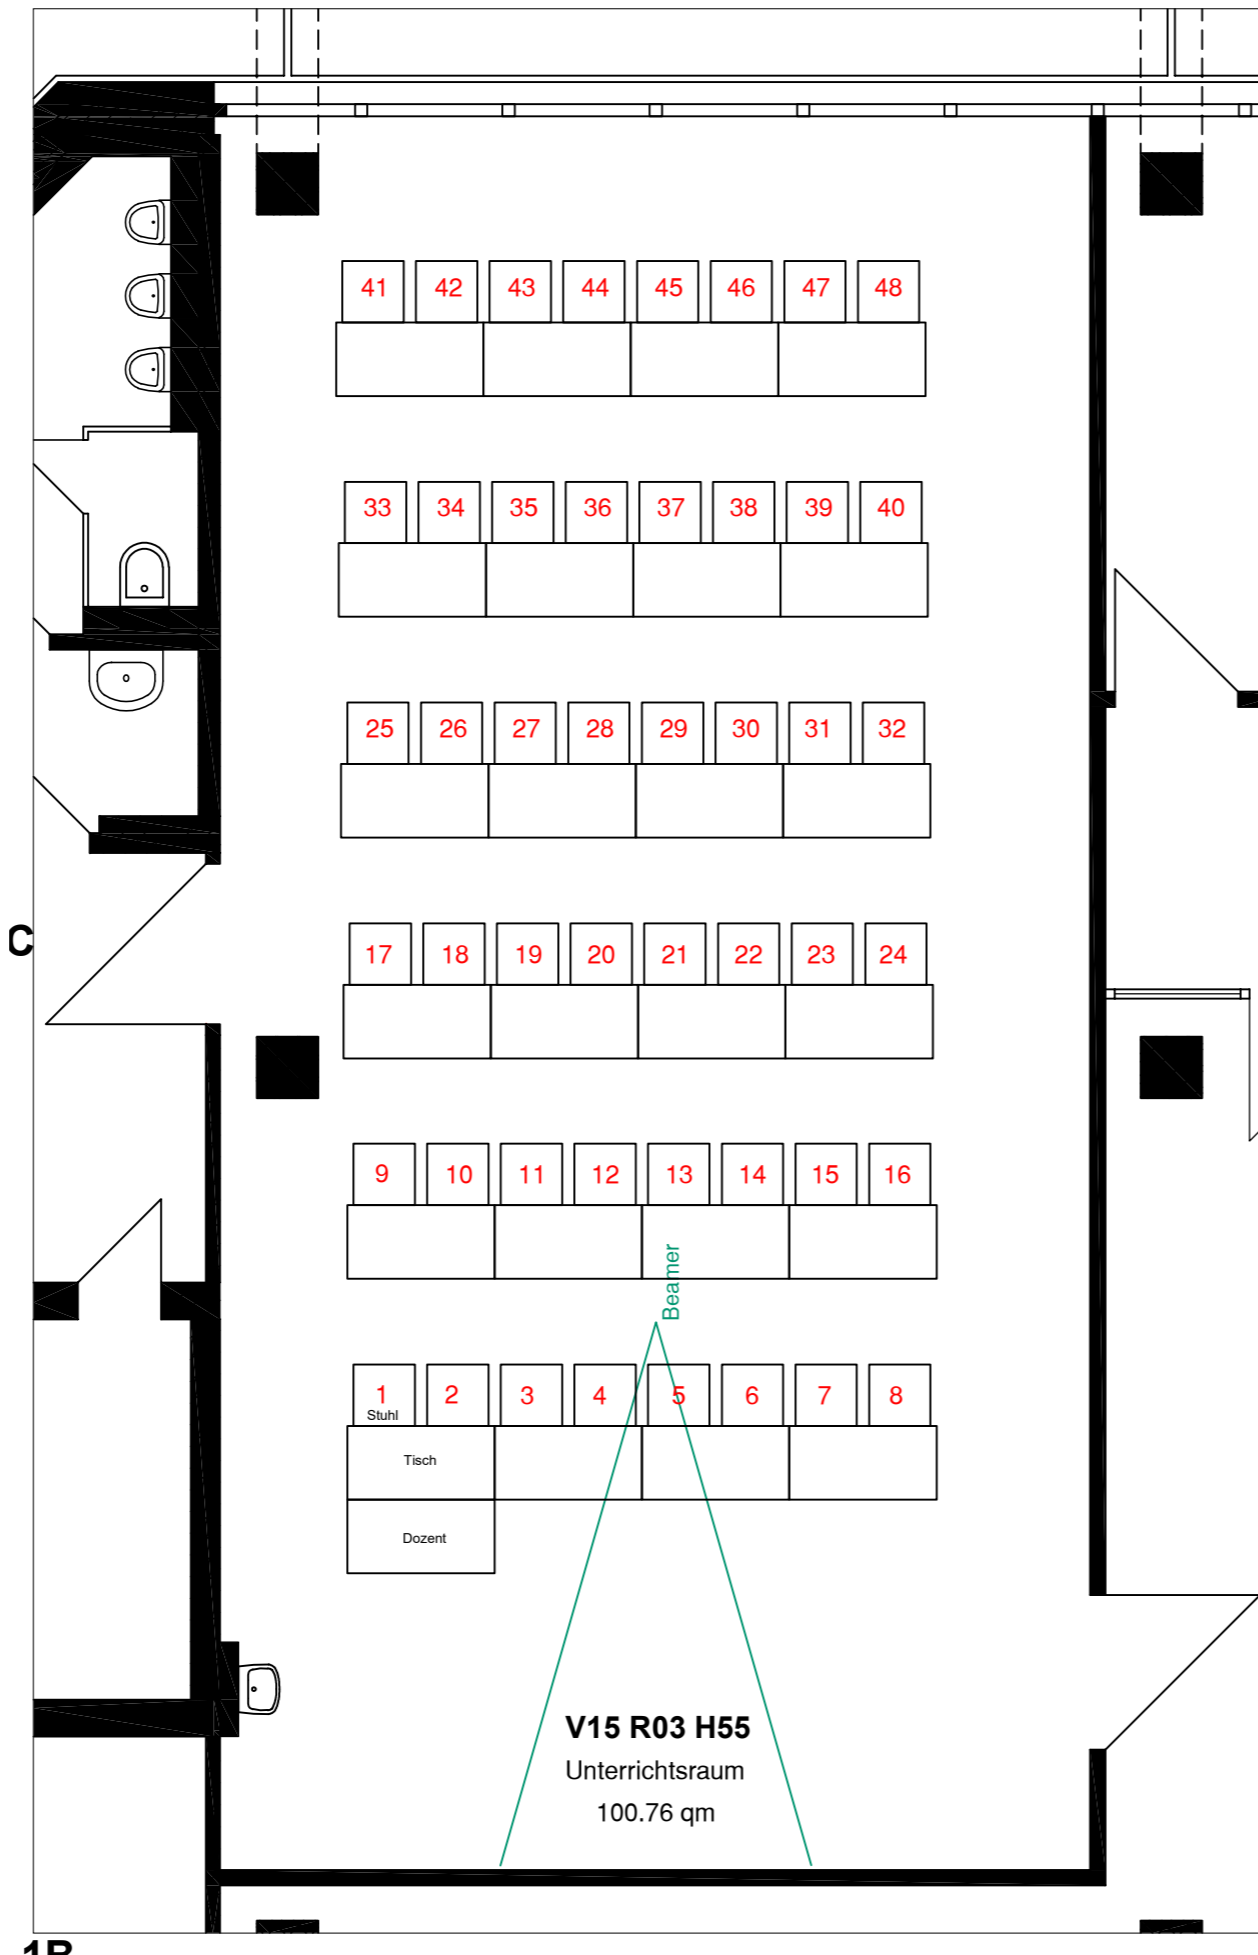 41 42 43 44 45 46 47 48
33 34 35 36 37 38 39 40
25 26 27 28 29 30 31 32
C
17 18 19 20 21 22 23 24
9 10 11 12 13 14 15 16
Beamer
1 2 3 4 5 6 7 8
Stuhl
Tisch
Dozent
V15 R03 H55
Unterrichtsraum
100.76 qm